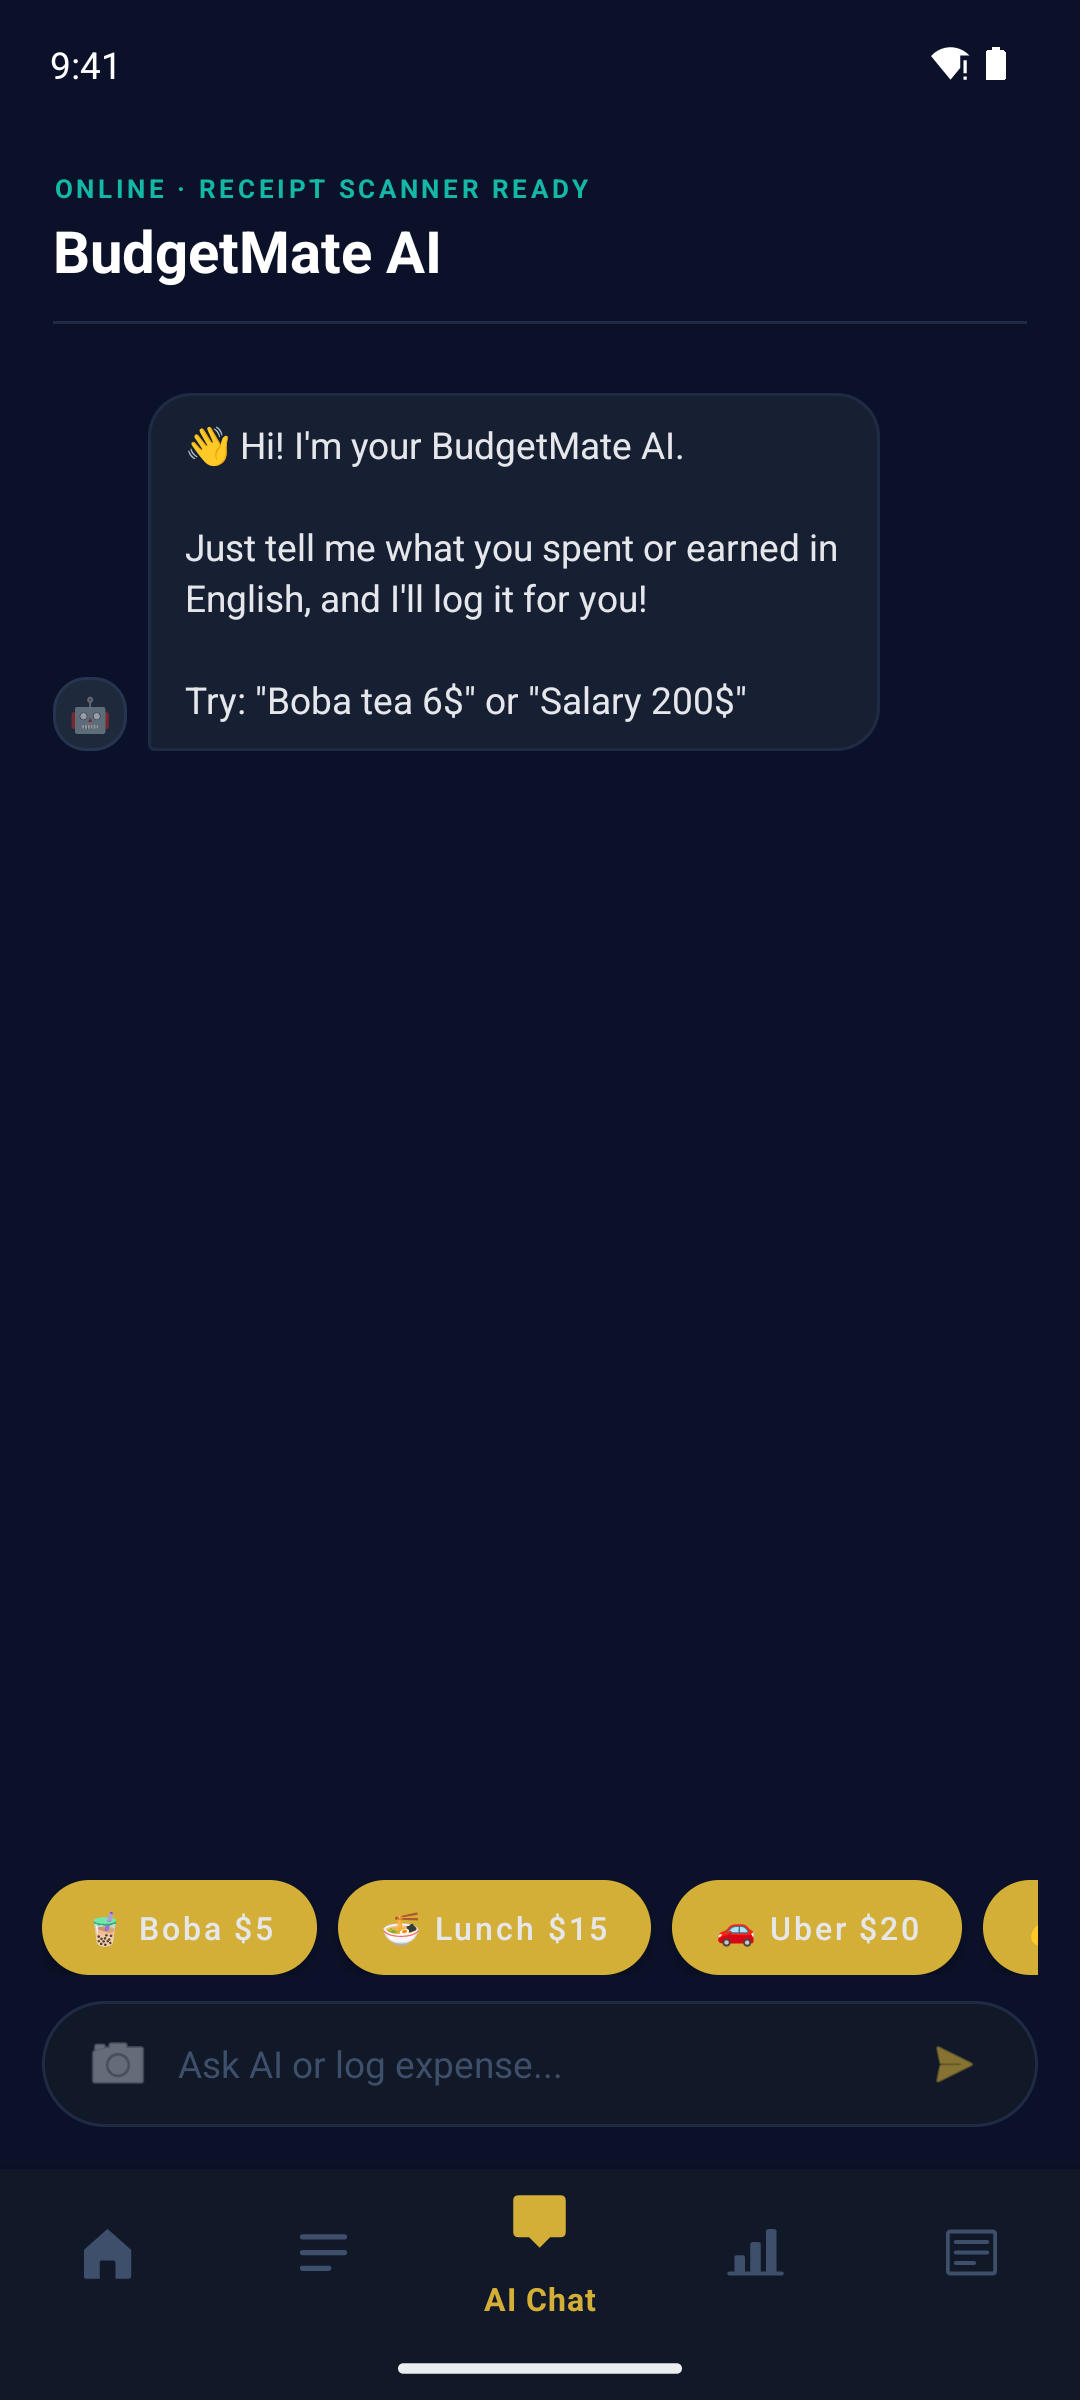 9:41
ONLINE · RECEIPT SCANNER READY
BudgetMate AI
👋 Hi! I'm your BudgetMate AI.
Just tell me what you spent or earned in
English, and I'll log it for you!
Try: "Boba tea 6$" or "Salary 200$"
🧋 Boba $5
🍜 Lunch $15
🚗 Uber $20
Ask AI or log expense...
AI Chat